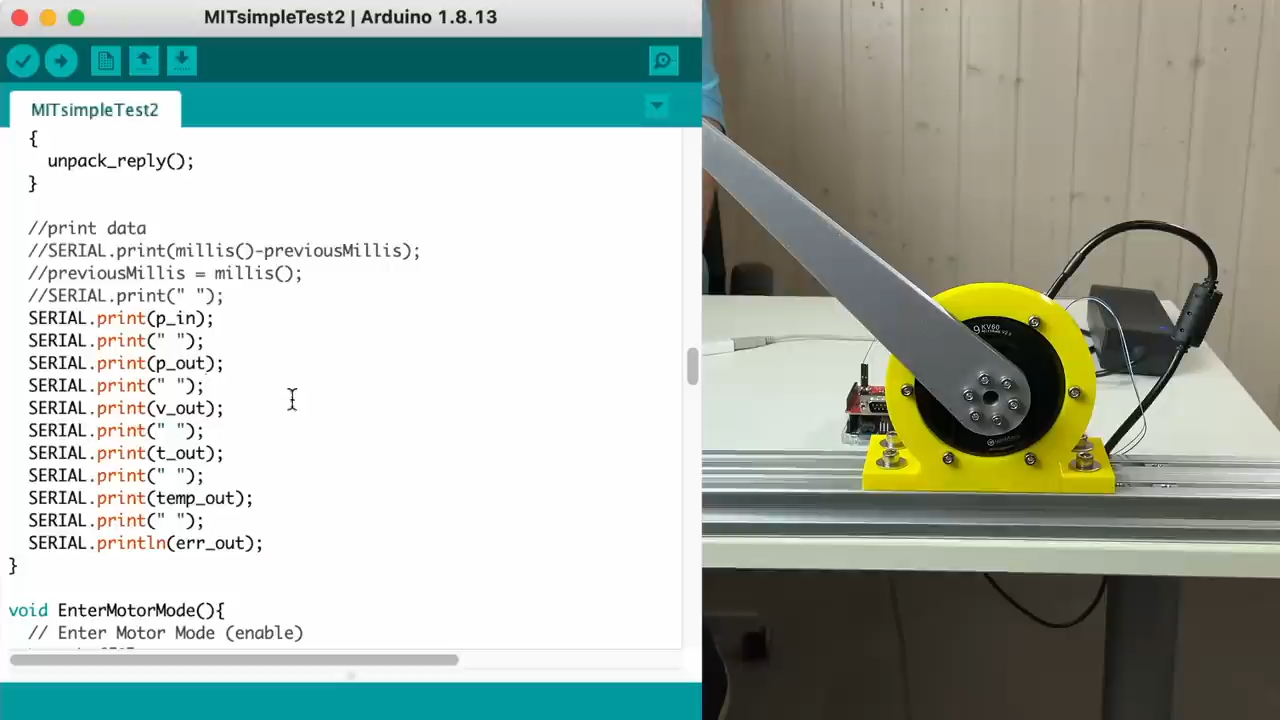 MITsimpleTest2 | Arduino 1.8.13
MITsimpleTest2
{
unpack_reply();
}
//print data
//SERIAL.print(millis()-previousMillis);
//previousMillis = millis();
//SERIAL.print(" ");
SERIAL.print(p_in);
SERIAL.print(" ");
SERIAL.print(p_out);
SERIAL.print(" ");
SERIAL.print(v_out);
SERIAL.print(" ");
SERIAL.print(t_out);
SERIAL.print(" ");
SERIAL.print(temp_out);
SERIAL.print(" ");
SERIAL.println(err_out);
}
void EnterMotorMode(){
// Enter Motor Mode (enable)
9 KV60